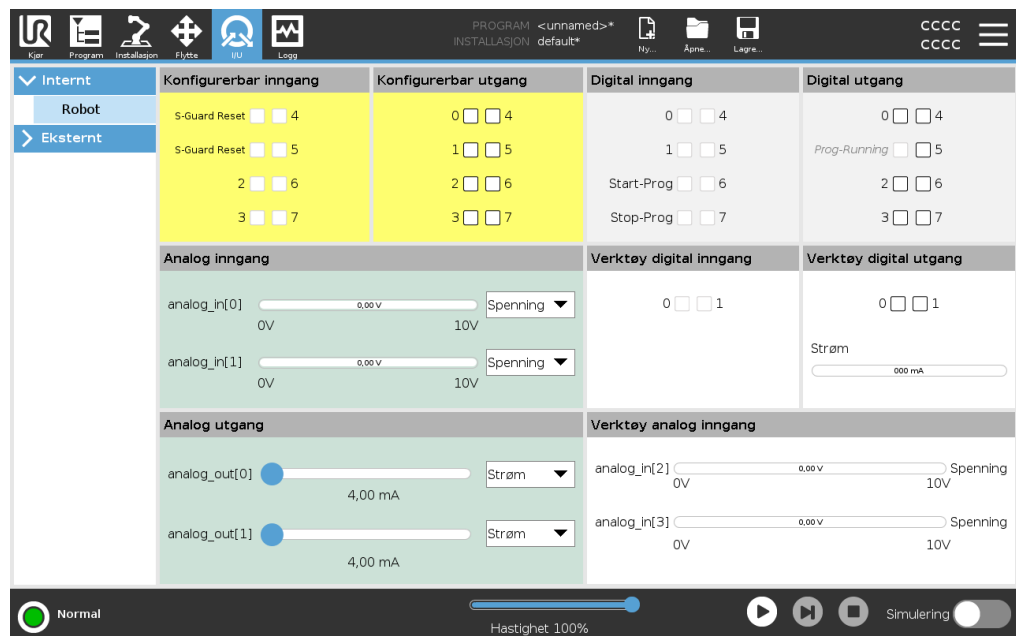 PROGRAM <unnamed>*
INSTALLASJON default*
CCCC
CCCC
UR
Kjør
Program
Installasjon
Flytte
I/U
Logg
Ny...
Åpne...
Lagre...
Internt
Robot
Eksternt
Konfigurerbar inngang
S-Guard Reset 4
S-Guard Reset 5
2 6
3 7
Konfigurerbar utgang
0 4
1 5
2 6
3 7
Digital inngang
0 4
1 5
Start-Prog 6
Stop-Prog 7
Digital utgang
0 4
Prog-Running 5
2 6
3 7
Analog inngang
analog_in[0] 0,00 V Spenning
0V 10V
analog_in[1] 0,00 V Spenning
0V 10V
Verktøy digital inngang
0 1
Verktøy digital utgang
0 1
Strøm
000 mA
Analog utgang
analog_out[0] Strøm
4,00 mA
analog_out[1] Strøm
4,00 mA
Verktøy analog inngang
analog_in[2] 0,00 V Spenning
0V 10V
analog_in[3] 0,00 V Spenning
0V 10V
Normal
Hastighet 100%
Simulering